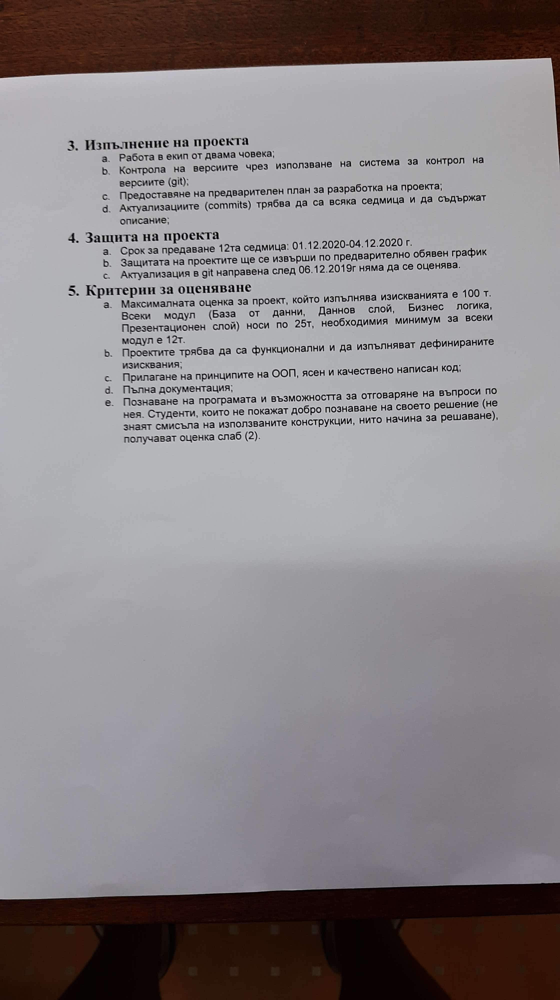 3. Изпълнение на проекта
a. Работа в екип от двама човека;
b. Контрола на версиите чрез използване на система за контрол на
версиите (git);
c. Предоставяне на предварителен план за разработка на проекта;
d. Актуализациите (commits) трябва да са всяка седмица и да съдържат
описание;
4. Защита на проекта
a. Срок за предаване 12та седмица: 01.12.2020-04.12.2020 г.
b. Защитата на проектите ще се извърши по предварително обявен график
c. Актуализация в git направена след 06.12.2019г няма да се оценява.
5. Критерии за оценяване
a. Максималната оценка за проект, който изпълнява изискванията е 100 т.
Всеки модул (База от данни, Даннов слой, Бизнес логика,
Презентационен слой) носи по 25т, необходимия минимум за всеки
модул е 12т.
b. Проектите трябва да са функционални и да изпълняват дефинираните
изисквания;
c. Прилагане на принципите на ООП, ясен и качествено написан код;
d. Пълна документация;
e. Познаване на програмата и възможността за отговаряне на въпроси по
нея. Студенти, които не покажат добро познаване на своето решение (не
знаят смисъла на използваните конструкции, нито начина за решаване),
получават оценка слаб (2).